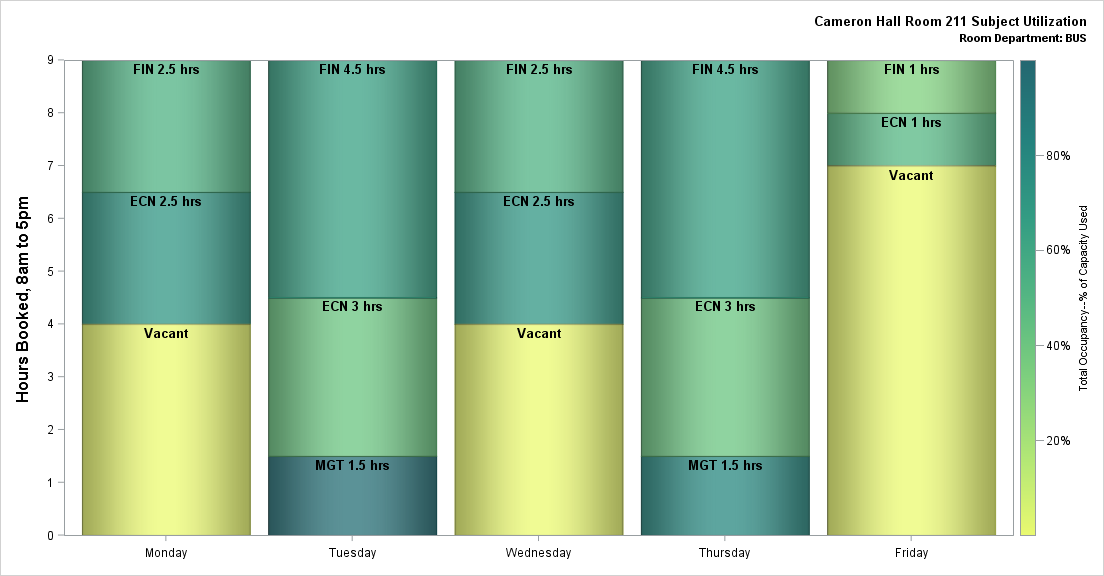 Cameron Hall Room 211 Subject Utilization
Room Department: BUS
Hours Booked, 8am to 5pm
9
8
7
6
5
4
3
2
1
0
FIN 2.5 hrs
ECN 2.5 hrs
Vacant
FIN 4.5 hrs
ECN 3 hrs
MGT 1.5 hrs
FIN 2.5 hrs
ECN 2.5 hrs
Vacant
FIN 4.5 hrs
ECN 3 hrs
MGT 1.5 hrs
FIN 1 hrs
ECN 1 hrs
Vacant
Monday
Tuesday
Wednesday
Thursday
Friday
80%
60%
40%
20%
Total Occupancy--% of Capacity Used